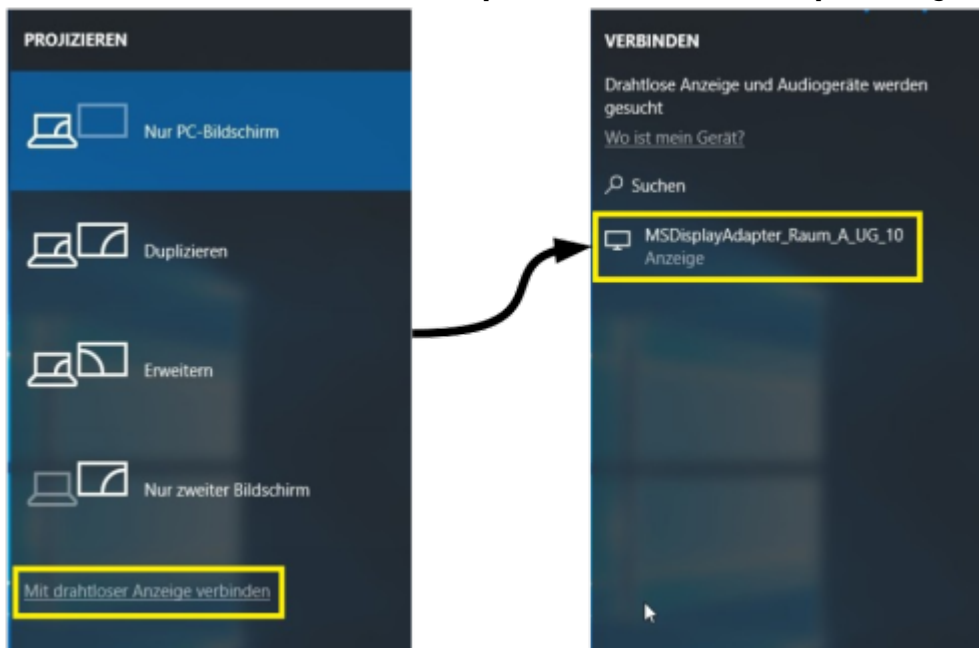 PROJIZIEREN
Nur PC-Bildschirm
Duplizieren
Erweitern
Nur zweiter Bildschirm
Mit drahtloser Anzeige verbinden
VERBINDEN
Drahtlose Anzeige und Audiogeräte werden
gesucht
Wo ist mein Gerät?
Suchen
MSDisplayAdapter_Raum_A_UG_10
Anzeige